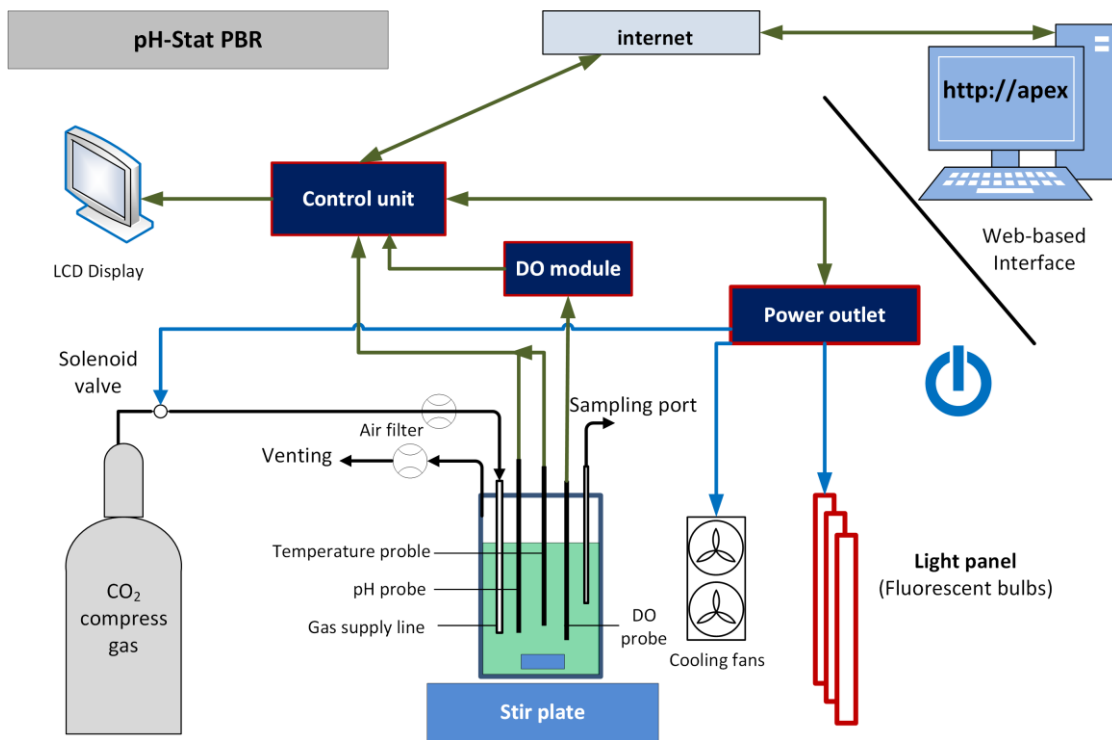 pH-Stat PBR
internet
http://apex
Control unit
LCD Display
DO module
Web-based
Interface
Power outlet
Solenoid
valve
Air filter
Sampling port
Venting
Temperature proble
pH probe
Gas supply line
DO
probe
CO₂
compress
gas
Cooling fans
Light panel
(Fluorescent bulbs)
Stir plate